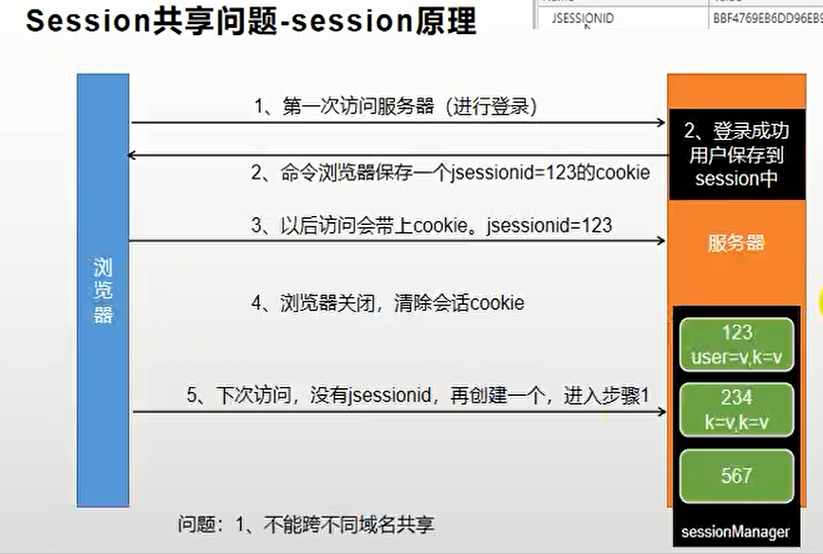 Session共享问题-session原理
JSESSIONID
1、第一次访问服务器（进行登录）
2、登录成功
用户保存到
session中
2、命令浏览器保存一个jsessionid=123的cookie
3、以后访问会带上cookie。jsessionid=123
浏览器
服务器
4、浏览器关闭，清除会话cookie
123
user=v,k=v
5、下次访问，没有jsessionid，再创建一个，进入步骤1
234
k=v,k=v
567
问题：1、不能跨不同域名共享
sessionManager